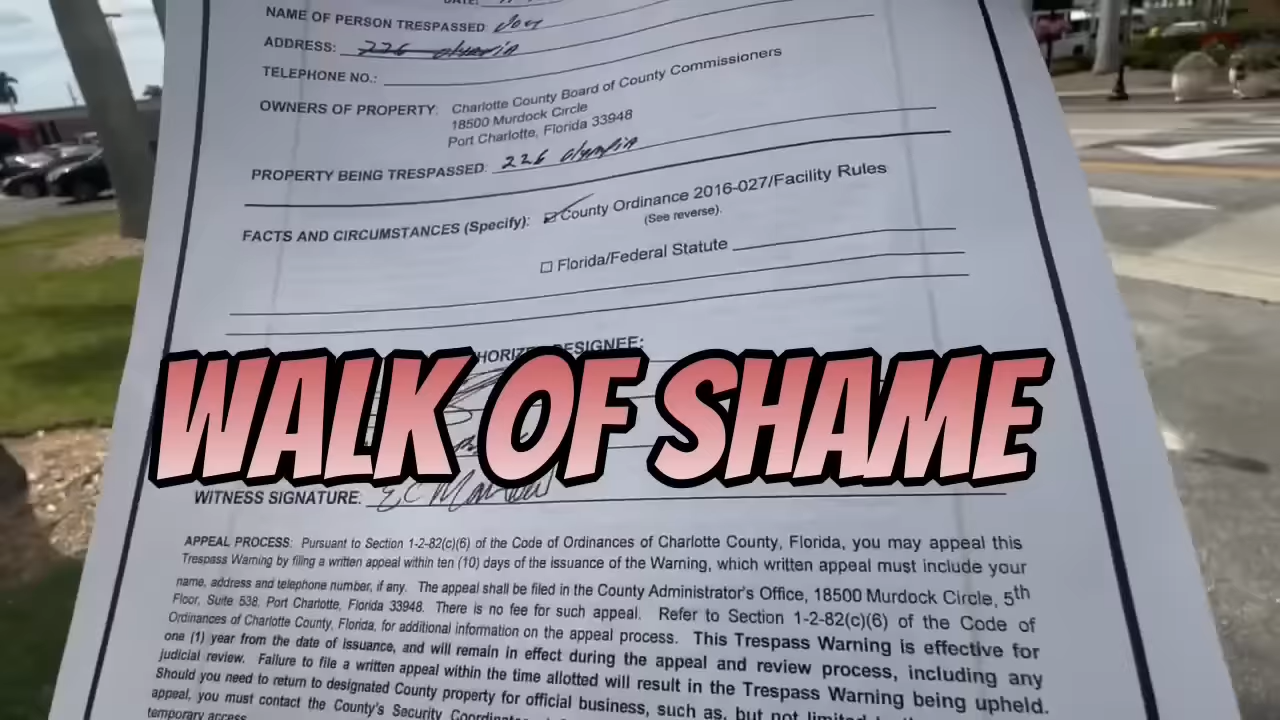 DATE:
NAME OF PERSON TRESPASSED: Joey
ADDRESS: 226 Olympia
TELEPHONE NO.:
OWNERS OF PROPERTY: Charlotte County Board of County Commissioners
18500 Murdock Circle
Port Charlotte, Florida 33948
PROPERTY BEING TRESPASSED: 226 Olympia
FACTS AND CIRCUMSTANCES (Specify): ☑ County Ordinance 2016-027/Facility Rules
(See reverse).
☐ Florida/Federal Statute
DESIGNEE:
WALK OF SHAME
WITNESS SIGNATURE:
APPEAL PROCESS: Pursuant to Section 1-2-82(c)(6) of the Code of Ordinances of Charlotte County, Florida, you may appeal this
Trespass Warning by filing a written appeal within ten (10) days of the issuance of the Warning, which written appeal must include your
name, address and telephone number, if any. The appeal shall be filed in the County Administrator's Office, 18500 Murdock Circle, 5th
Floor, Suite 538, Port Charlotte, Florida 33948. There is no fee for such appeal. Refer to Section 1-2-82(c)(6) of the Code of
Ordinances of Charlotte County, Florida, for additional information on the appeal process. This Trespass Warning is effective for
one (1) year from the date of issuance, and will remain in effect during the appeal and review process, including any
judicial review. Failure to file a written appeal within the time allotted will result in the Trespass Warning being upheld.
Should you need to return to designated County property for official business, such as, but not limited
appeal, you must contact the County's Security
temporary access